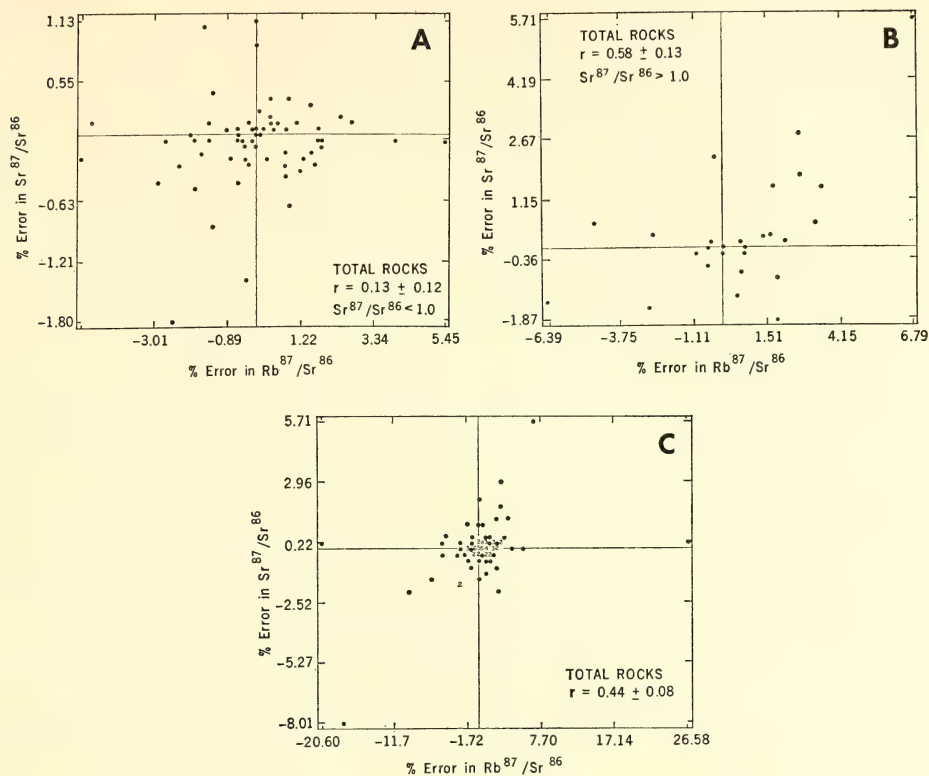 A
1.13
0.55
-0.63
-1.21
-1.80
% Error in Sr87/Sr86
TOTAL ROCKS
r = 0.13 ± 0.12
Sr87/Sr86 < 1.0
-3.01 -0.89 1.22 3.34 5.45
% Error in Rb87/Sr86
B
5.71
4.19
2.67
1.15
-0.36
-1.87
% Error in Sr87/Sr86
TOTAL ROCKS
r = 0.58 ± 0.13
Sr87/Sr86 > 1.0
-6.39 -3.75 -1.11 1.51 4.15 6.79
% Error in Rb87/Sr86
C
5.71
2.96
0.22
-2.52
-5.27
-8.01
% Error in Sr87/Sr86
2
TOTAL ROCKS
r = 0.44 ± 0.08
-20.60 -11.7 -1.72 7.70 17.14 26.58
% Error in Rb87/Sr86